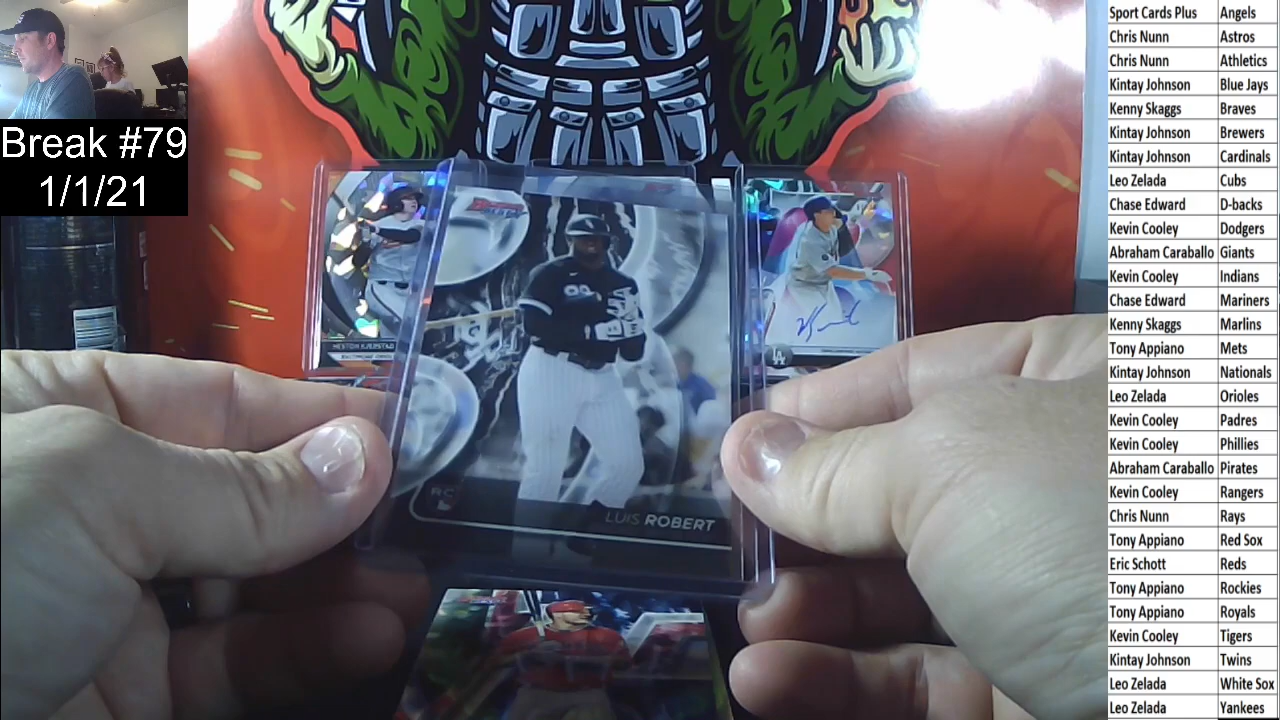 Break #79
1/1/21
HESTON KJERSTAD
RC
LUIS ROBERT
LA
Sport Cards Plus Angels
Chris Nunn Astros
Chris Nunn Athletics
Kintay Johnson Blue Jays
Kenny Skaggs Braves
Kintay Johnson Brewers
Kintay Johnson Cardinals
Leo Zelada Cubs
Chase Edward D-backs
Kevin Cooley Dodgers
Abraham Caraballo Giants
Kevin Cooley Indians
Chase Edward Mariners
Kenny Skaggs Marlins
Tony Appiano Mets
Kintay Johnson Nationals
Leo Zelada Orioles
Kevin Cooley Padres
Kevin Cooley Phillies
Abraham Caraballo Pirates
Kevin Cooley Rangers
Chris Nunn Rays
Tony Appiano Red Sox
Eric Schott Reds
Tony Appiano Rockies
Tony Appiano Royals
Kevin Cooley Tigers
Kintay Johnson Twins
Leo Zelada White Sox
Leo Zelada Yankees